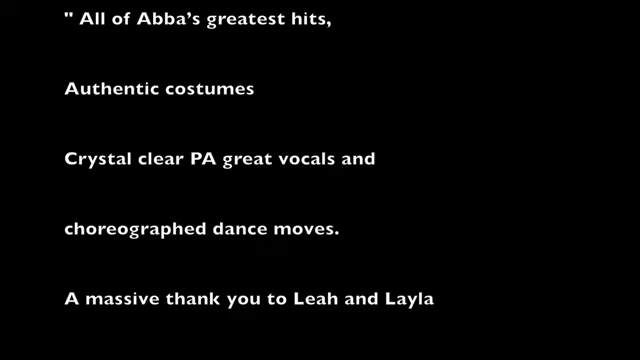 " All of Abba’s greatest hits,
Authentic costumes
Crystal clear PA great vocals and
choreographed dance moves.
A massive thank you to Leah and Layla